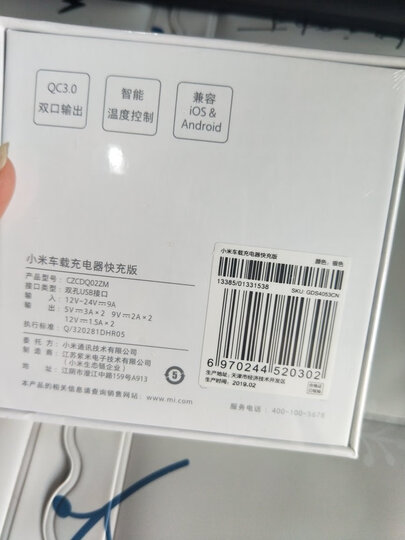 QC3.0
双口输出
智能
温度控制
兼容
iOS &
Android
小米车载充电器快充版
产品型号: CZCDQ02ZM
接口类型: 双孔USB接口
输 入: 12V-24V⎓9A
输 出: 5V⎓3A×2 9V⎓2A×2
12V⎓1.5A×2
执行标准: Q/320281DHR05
委 托 方: 小米通讯技术有限公司
制 造 商: 江苏紫米电子技术有限公司
(小米生态链企业)
地 址: 江阴市澄江中路159号A913
本产品的相关信息请查询销售网站。 www.mi.com
5
服务电话: 400-100-5678
小米车载充电器快充版
颜色: 银色
13385/01331538
SKU: GDS4053CN
6 970244 520302
生产地址: 天津市经济技术开发区
生产时间: 2019.02